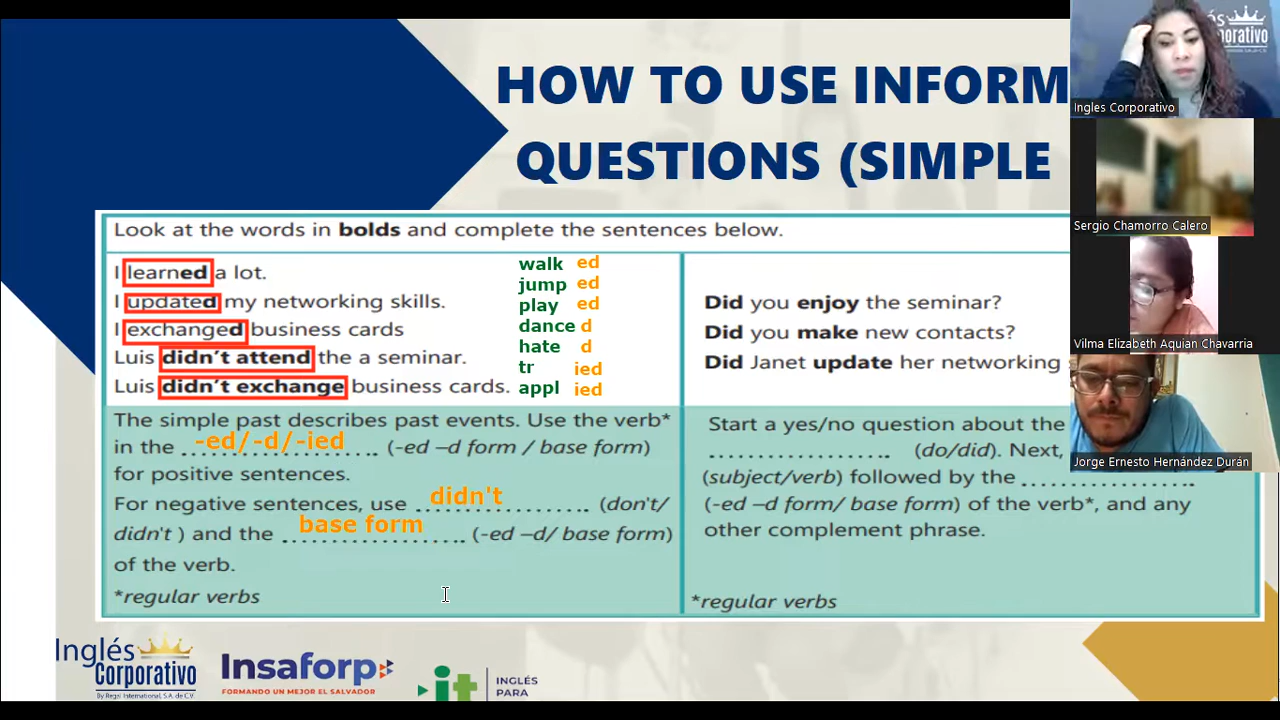 HOW TO USE INFORM
QUESTIONS (SIMPLE
Look at the words in bolds and complete the sentences below.
I learned a lot.
I updated my networking skills.
I exchanged business cards
Luis didn't attend the a seminar.
Luis didn't exchange business cards.
walk ed
jump ed
play ed
dance d
hate d
tr ied
appl ied
Did you enjoy the seminar?
Did you make new contacts?
Did Janet update her networking
The simple past describes past events. Use the verb*
in the -ed/-d/-ied (-ed –d form / base form)
for positive sentences.
For negative sentences, use didn't (don't/
didn't ) and the base form (-ed –d/ base form)
of the verb.
*regular verbs
Start a yes/no question about the
.................. (do/did). Next,
(subject/verb) followed by the ..................
(-ed –d form/ base form) of the verb*, and any
other complement phrase.
*regular verbs
Inglés
Corporativo
By Regal International, S.A. de C.V.
Insaforp
FORMANDO UN MEJOR EL SALVADOR
it
INGLÉS
PARA
és
orativo
Ingles Corporativo
Sergio Chamorro Calero
Vilma Elizabeth Aquian Chavarria
Jorge Ernesto Hernández Durán